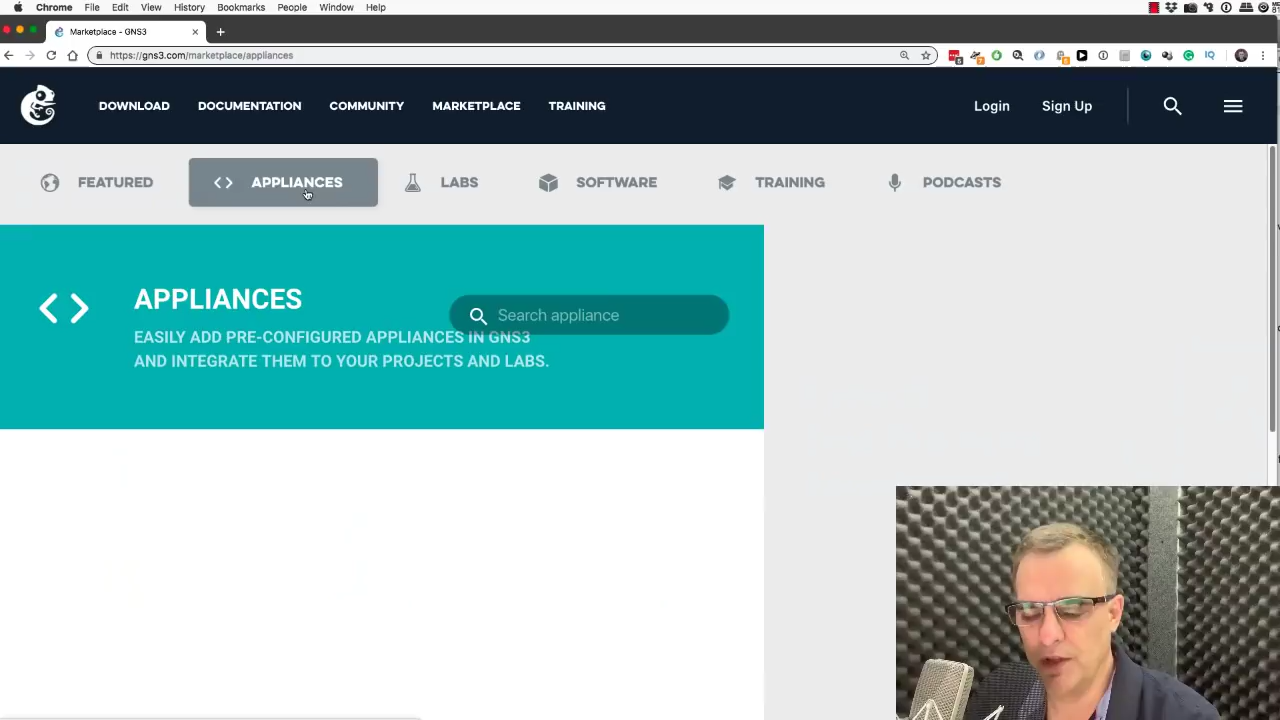 Chrome File Edit View History Bookmarks People Window Help
Marketplace - GNS3
https://gns3.com/marketplace/appliances
DOWNLOAD DOCUMENTATION COMMUNITY MARKETPLACE TRAINING Login Sign Up
FEATURED APPLIANCES LABS SOFTWARE TRAINING PODCASTS
APPLIANCES
Search appliance
EASILY ADD PRE-CONFIGURED APPLIANCES IN GNS3
AND INTEGRATE THEM TO YOUR PROJECTS AND LABS.